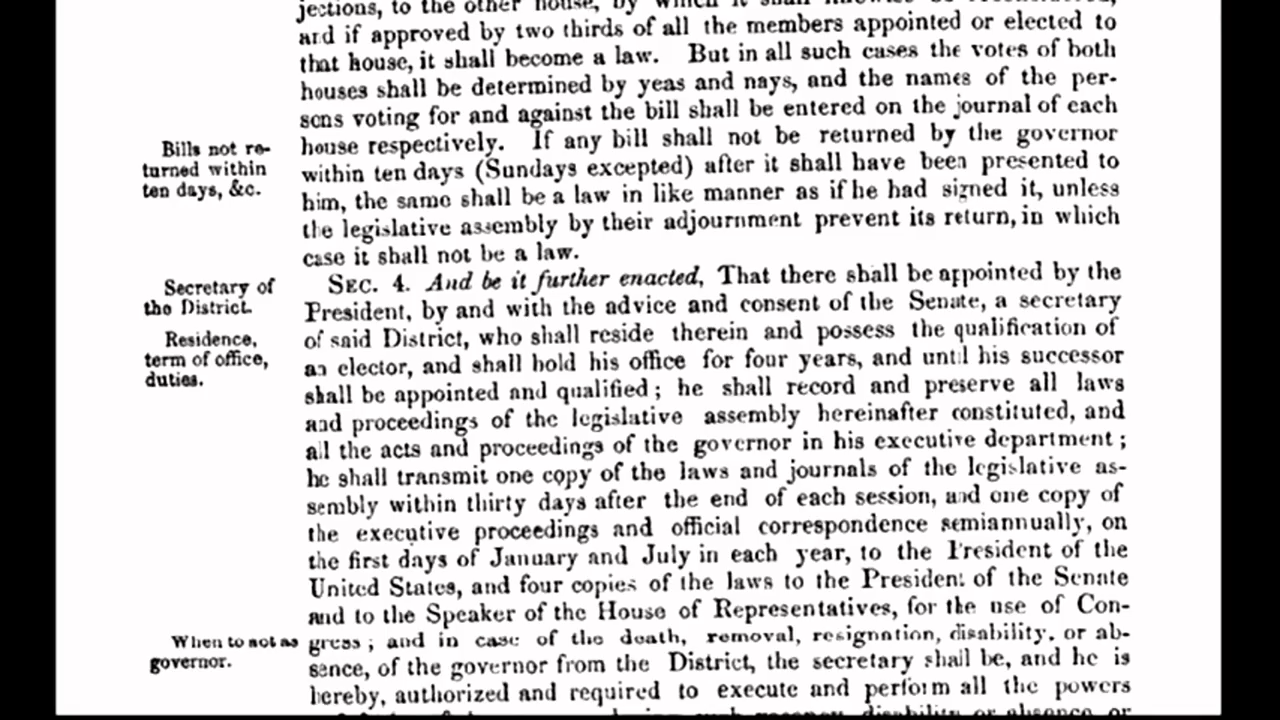 jections, to the other house, by which it shall
and if approved by two thirds of all the members appointed or elected to
that house, it shall become a law. But in all such cases the votes of both
houses shall be determined by yeas and nays, and the names of the per-
sons voting for and against the bill shall be entered on the journal of each
Bills not re-
turned within
ten days, &c.
house respectively. If any bill shall not be returned by the governor
within ten days (Sundays excepted) after it shall have been presented to
him, the same shall be a law in like manner as if he had signed it, unless
the legislative assembly by their adjournment prevent its return, in which
case it shall not be a law.
Secretary of
the District.
Residence,
term of office,
duties.
SEC. 4. And be it further enacted, That there shall be appointed by the
President, by and with the advice and consent of the Senate, a secretary
of said District, who shall reside therein and possess the qualification of
an elector, and shall hold his office for four years, and until his successor
shall be appointed and qualified; he shall record and preserve all laws
and proceedings of the legislative assembly hereinafter constituted, and
all the acts and proceedings of the governor in his executive department;
he shall transmit one copy of the laws and journals of the legislative as-
sembly within thirty days after the end of each session, and one copy of
the executive proceedings and official correspondence semiannually, on
the first days of January and July in each year, to the President of the
United States, and four copies of the laws to the President of the Senate
and to the Speaker of the House of Representatives, for the use of Con-
When to act as
governor.
gress; and in case of the death, removal, resignation, disability, or ab-
sence, of the governor from the District, the secretary shall be, and he is
hereby, authorized and required to execute and perform all the powers
disability or absence, or